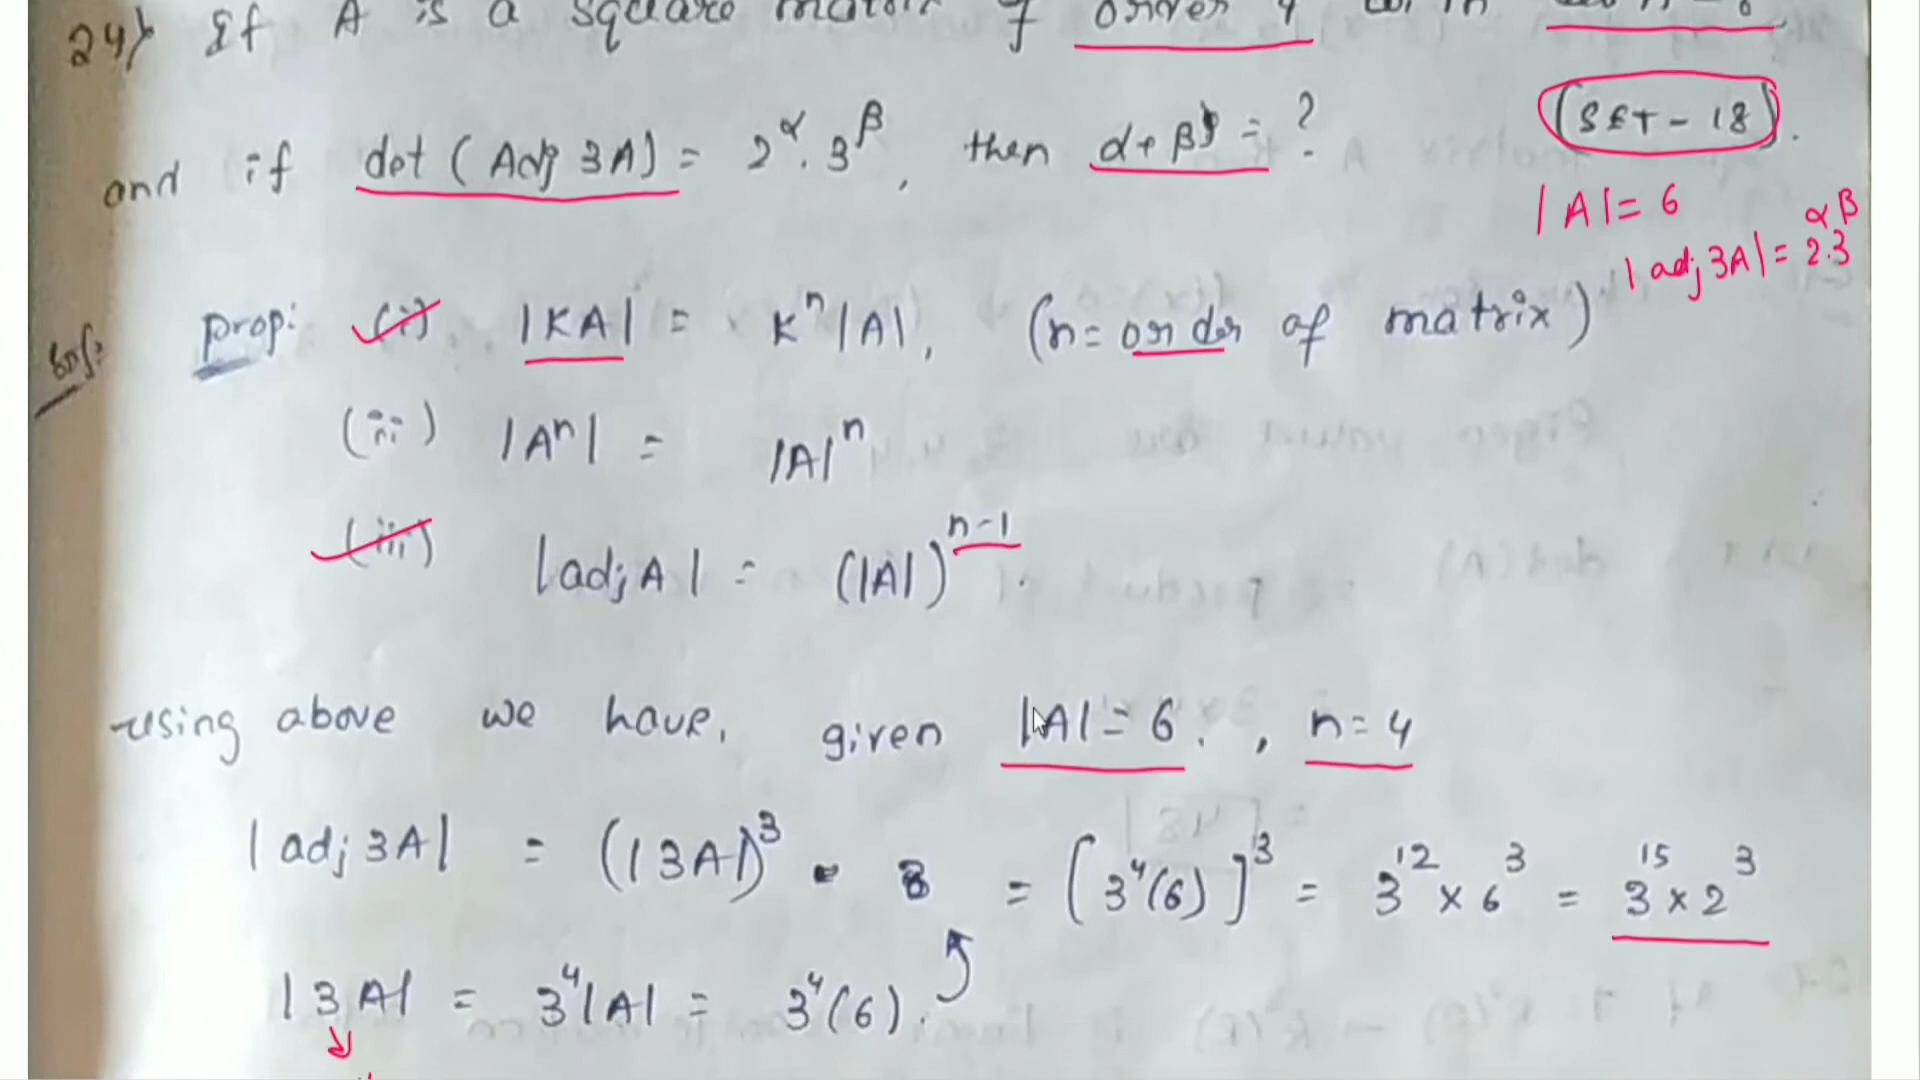 24) If A is a square matrix of order 4 with det A = 6
(SET - 18).
and if det (Adj 3A) = 2^α . 3^β, then α+β = ?
|A| = 6
|adj 3A| = 2^α.3^β
Sol: prop: (i) |KA| = K^n |A|, (n = order of matrix)
(ii) |A^n| = |A|^n
(iii) |adj A| = (|A|)^{n-1}.
using above we have, given |A| = 6. , n = 4
|adj 3A| = (|3A|)^3 = [3^4(6)]^3 = 3^12 × 6^3 = 3^15 × 2^3
|3A| = 3^4|A| = 3^4(6).